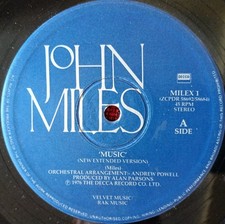 JOHN
MILES
DECCA
MILEX 1
45 RPM
STEREO
A
SIDE
'MUSIC'
(NEW EXTENDED VERSION)
(Miles)
ORCHESTRAL ARRANGEMENT- ANDREW POWELL
PRODUCED BY ALAN PARSONS
℗ 1976 THE DECCA RECORD CO. LTD.
VELVET MUSIC/
RAK MUSIC